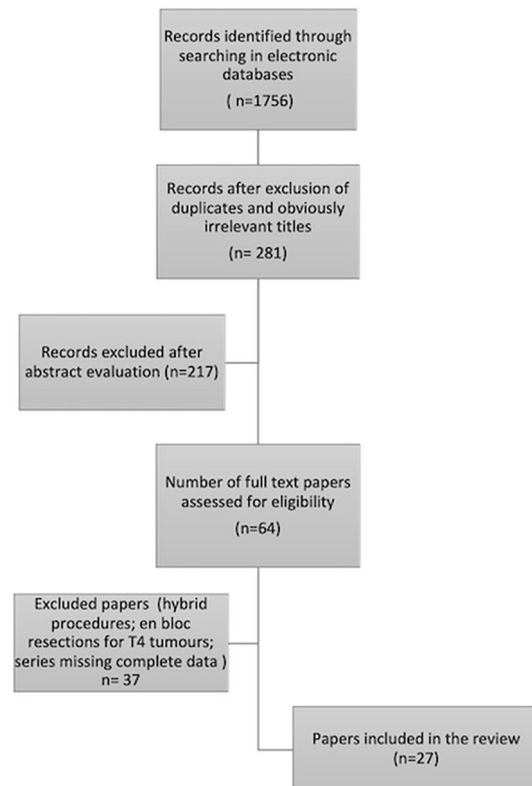 Records identified through
searching in electronic
databases
( n=1756)
Records after exclusion of
duplicates and obviously
irrelevant titles
(n= 281)
Records excluded after
abstract evaluation (n=217)
Number of full text papers
assessed for eligibility
(n=64)
Excluded papers (hybrid
procedures; en bloc
resections for T4 tumours;
series missing complete data )
n= 37
Papers included in the review
(n=27)